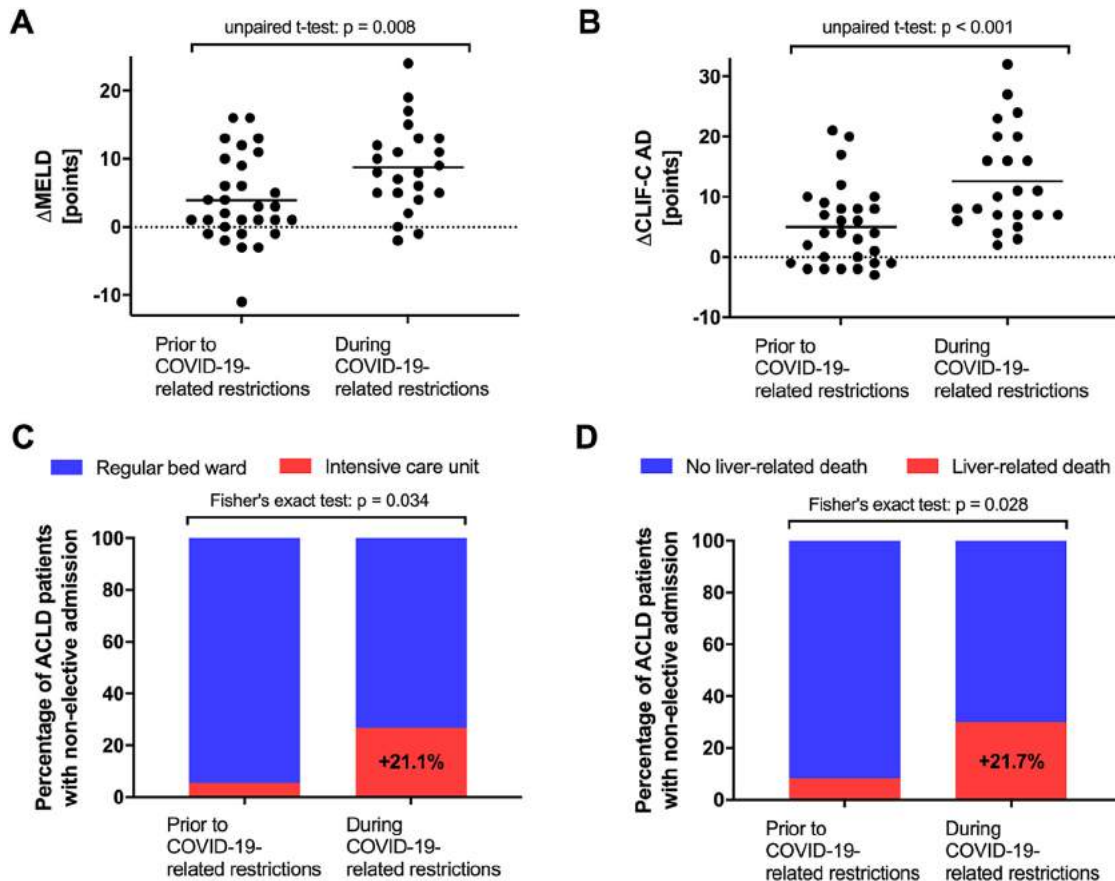 A
unpaired t-test: p = 0.008
ΔMELD
[points]
20
10
0
-10
Prior to
COVID-19-
related restrictions
During
COVID-19-
related restrictions
B
unpaired t-test: p < 0.001
ΔCLIF-C AD
[points]
30
20
10
0
-10
Prior to
COVID-19-
related restrictions
During
COVID-19-
related restrictions
C
Regular bed ward
Intensive care unit
Fisher's exact test: p = 0.034
Percentage of ACLD patients
with non-elective admission
100
80
60
40
20
0
+21.1%
Prior to
COVID-19-
related restrictions
During
COVID-19-
related restrictions
D
No liver-related death
Liver-related death
Fisher's exact test: p = 0.028
Percentage of ACLD patients
with non-elective admission
100
80
60
40
20
0
+21.7%
Prior to
COVID-19-
related restrictions
During
COVID-19-
related restrictions